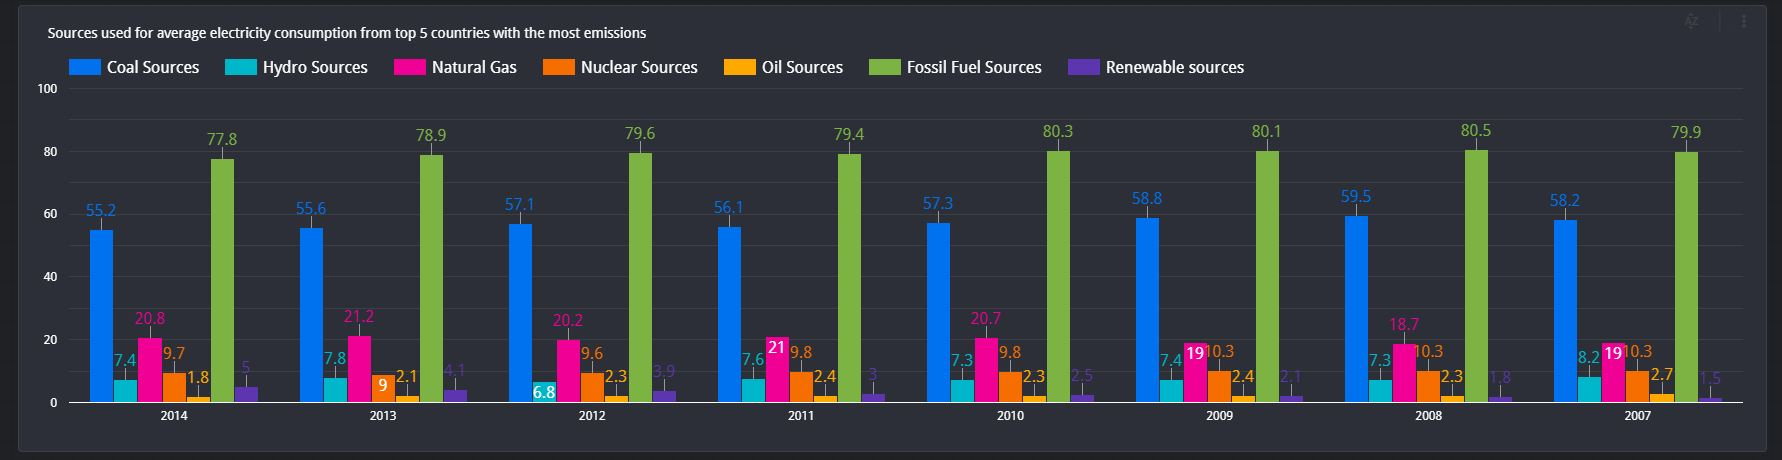 Sources used for average electricity consumption from top 5 countries with the most emissions
Coal Sources Hydro Sources Natural Gas Nuclear Sources Oil Sources Fossil Fuel Sources Renewable sources
100
80
60
40
20
0
55.2 7.4 20.8 9.7 1.8 77.8 5
55.6 7.8 21.2 9 2.1 78.9 4.1
57.1 6.8 20.2 9.6 2.3 79.6 3.9
56.1 7.6 21 9.8 2.4 79.4 3
57.3 7.3 20.7 9.8 2.3 80.3 2.5
58.8 7.4 19 10.3 2.4 80.1 2.1
59.5 7.3 18.7 10.3 2.3 80.5 1.8
58.2 8.2 19 10.3 2.7 79.9 1.5
2014 2013 2012 2011 2010 2009 2008 2007
AZ